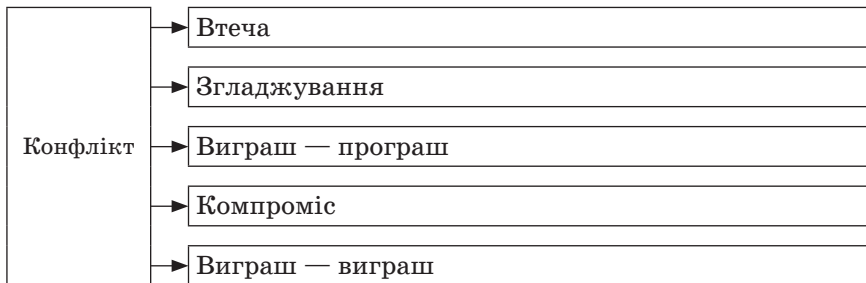 Конфлікт
Втеча
Згладжування
Виграш — програш
Компроміс
Виграш — виграш